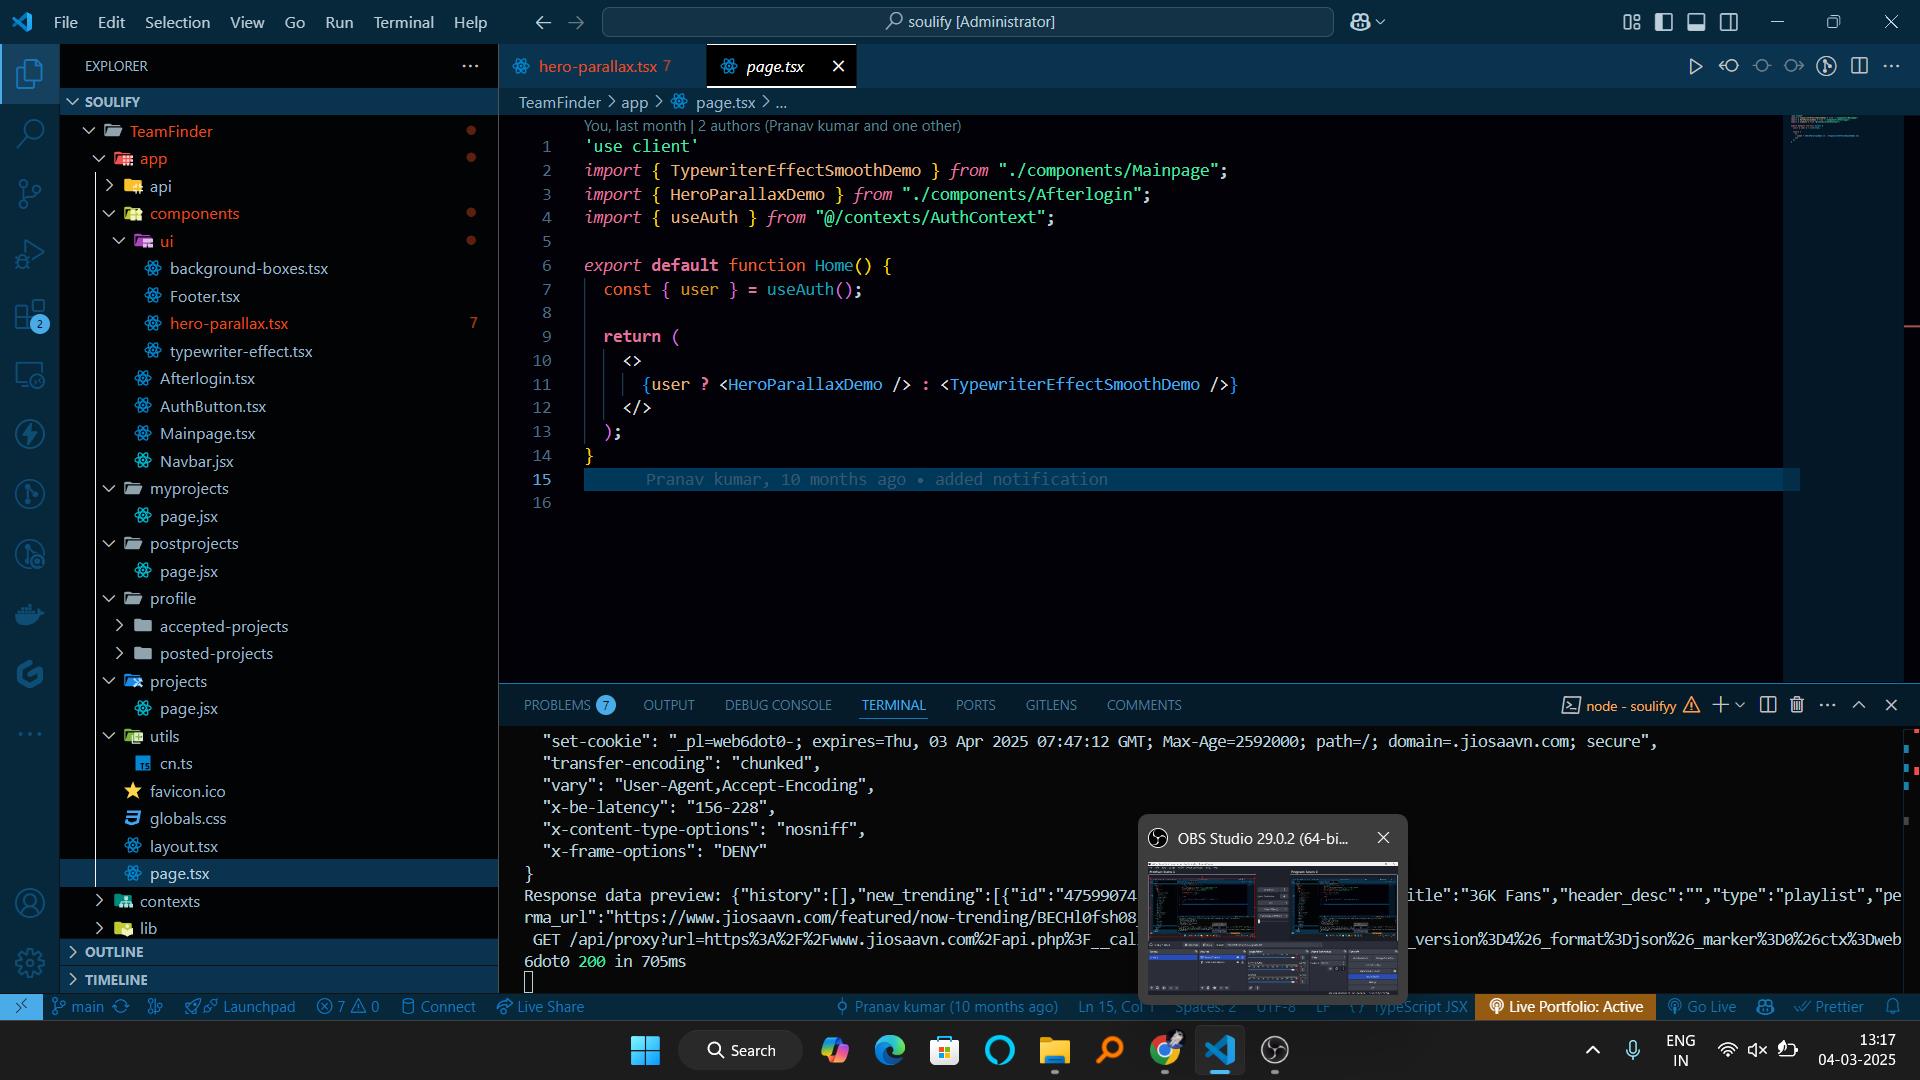 File Edit Selection View Go Run Terminal Help
soulify [Administrator]
EXPLORER
SOULIFY
TeamFinder
app
api
components
ui
background-boxes.tsx
Footer.tsx
hero-parallax.tsx 7
typewriter-effect.tsx
Afterlogin.tsx
AuthButton.tsx
Mainpage.tsx
Navbar.jsx
myprojects
page.jsx
postprojects
page.jsx
profile
accepted-projects
posted-projects
projects
page.jsx
utils
cn.ts
favicon.ico
globals.css
layout.tsx
page.tsx
contexts
lib
OUTLINE
TIMELINE
2
hero-parallax.tsx 7 page.tsx
TeamFinder > app > page.tsx > ...
You, last month | 2 authors (Pranav kumar and one other)
1 'use client'
2 import { TypewriterEffectSmoothDemo } from "./components/Mainpage";
3 import { HeroParallaxDemo } from "./components/Afterlogin";
4 import { useAuth } from "@/contexts/AuthContext";
5
6 export default function Home() {
7 const { user } = useAuth();
8
9 return (
10 <>
11 {user ? <HeroParallaxDemo /> : <TypewriterEffectSmoothDemo />}
12 </>
13 );
14 }
15 Pranav kumar, 10 months ago • added notification
16
PROBLEMS 7 OUTPUT DEBUG CONSOLE TERMINAL PORTS GITLENS COMMENTS
node - soulifyy
"set-cookie": "_pl=web6dot0-; expires=Thu, 03 Apr 2025 07:47:12 GMT; Max-Age=2592000; path=/; domain=.jiosaavn.com; secure",
"transfer-encoding": "chunked",
"vary": "User-Agent,Accept-Encoding",
"x-be-latency": "156-228",
"x-content-type-options": "nosniff",
"x-frame-options": "DENY"
}
Response data preview: {"history":[],"new_trending":[{"id":"47599074 itle":"36K Fans","header_desc":"","type":"playlist","pe
rma_url":"https://www.jiosaavn.com/featured/now-trending/BECHl0fsh08
GET /api/proxy?url=https%3A%2F%2Fwww.jiosaavn.com%2Fapi.php%3F__cal _version%3D4%26_format%3Djson%26_marker%3D0%26ctx%3Dweb
6dot0 200 in 705ms
OBS Studio 29.0.2 (64-bi...
main Launchpad 7 0 Connect Live Share Pranav kumar (10 months ago) Ln 15, Col 1 Spaces: 2 UTF-8 LF {} TypeScript JSX Live Portfolio: Active Go Live Prettier
Search
ENG
IN
13:17
04-03-2025